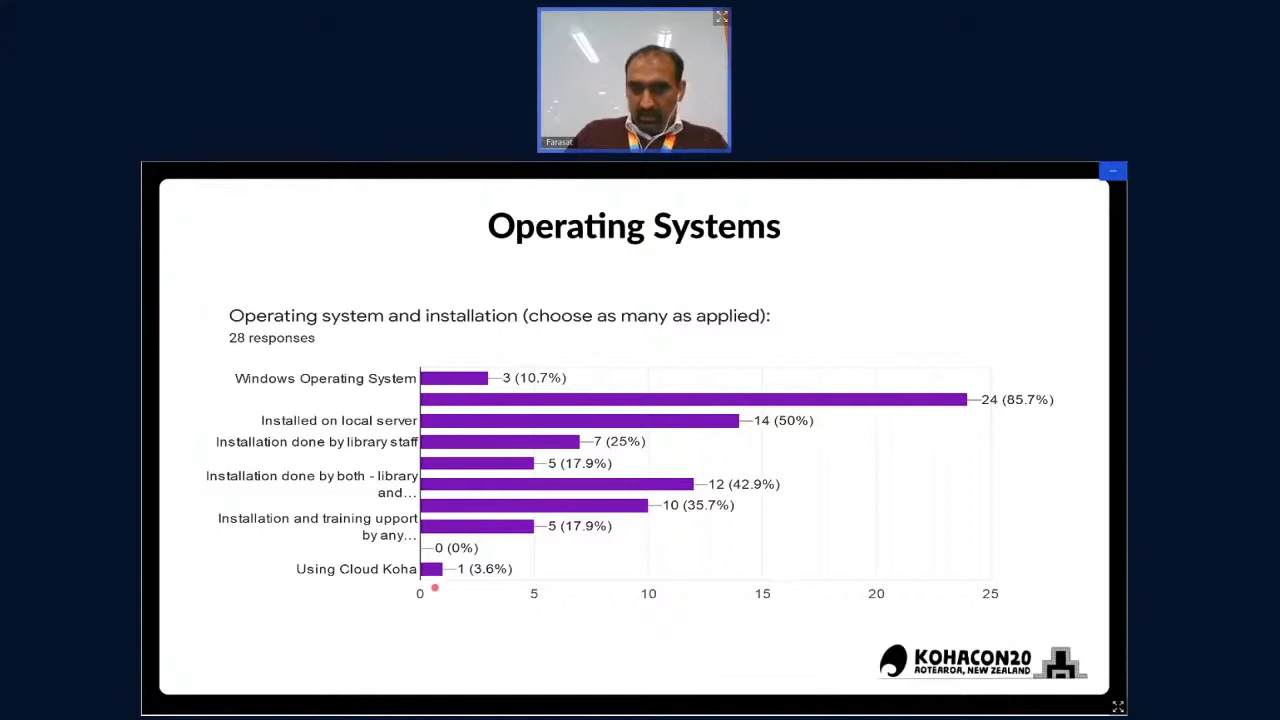 Farasat
Operating Systems
Operating system and installation (choose as many as applied):
28 responses
Windows Operating System
3 (10.7%)
24 (85.7%)
Installed on local server
14 (50%)
Installation done by library staff
7 (25%)
5 (17.9%)
Installation done by both - library
and...
12 (42.9%)
10 (35.7%)
Installation and training upport
by any...
5 (17.9%)
0 (0%)
Using Cloud Koha
1 (3.6%)
0 5 10 15 20 25
KOHACON20
AOTEAROA, NEW ZEALAND